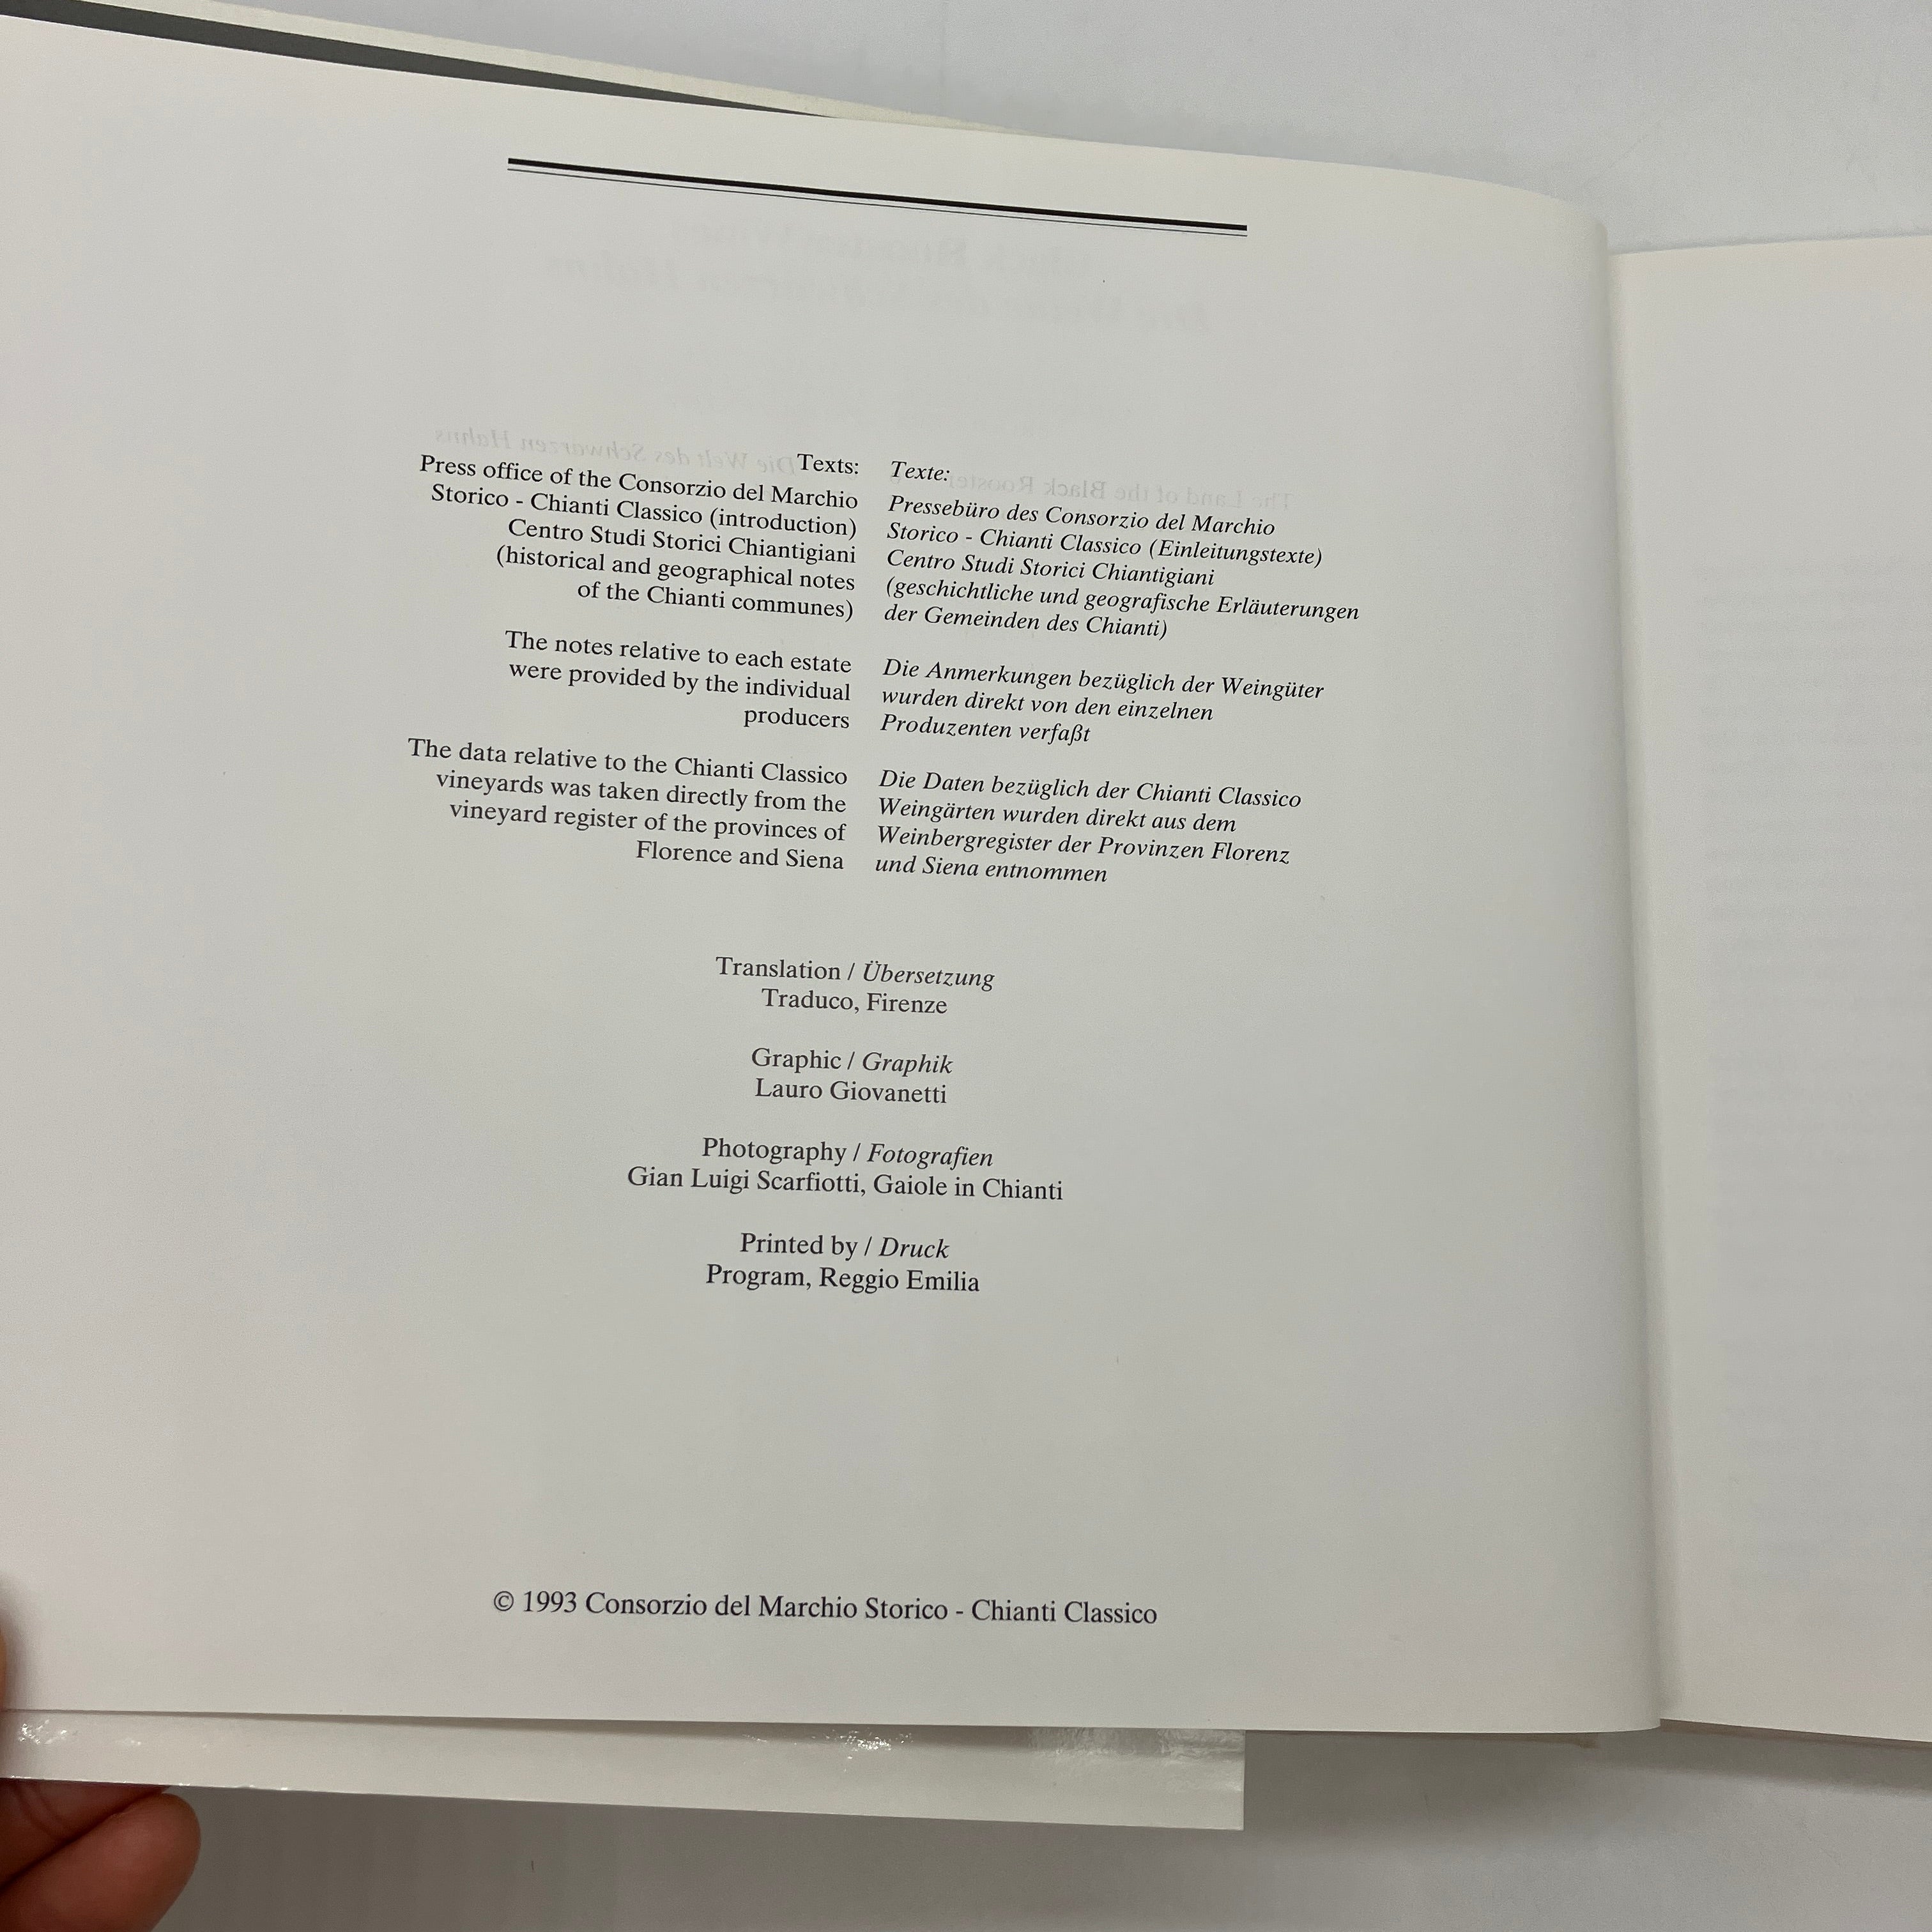 Texts:
Press office of the Consorzio del Marchio
Storico - Chianti Classico (introduction)
Centro Studi Storici Chiantigiani
(historical and geographical notes
of the Chianti communes)
The notes relative to each estate
were provided by the individual
producers
The data relative to the Chianti Classico
vineyards was taken directly from the
vineyard register of the provinces of
Florence and Siena
Texte:
Pressebüro des Consorzio del Marchio
Storico - Chianti Classico (Einleitungstexte)
Centro Studi Storici Chiantigiani
(geschichtliche und geografische Erläuterungen
der Gemeinden des Chianti)
Die Anmerkungen bezüglich der Weingüter
wurden direkt von den einzelnen
Produzenten verfaßt
Die Daten bezüglich der Chianti Classico
Weingärten wurden direkt aus dem
Weinbergregister der Provinzen Florenz
und Siena entnommen
Translation / Übersetzung
Traduco, Firenze
Graphic / Graphik
Lauro Giovanetti
Photography / Fotografien
Gian Luigi Scarfiotti, Gaiole in Chianti
Printed by / Druck
Program, Reggio Emilia
© 1993 Consorzio del Marchio Storico - Chianti Classico